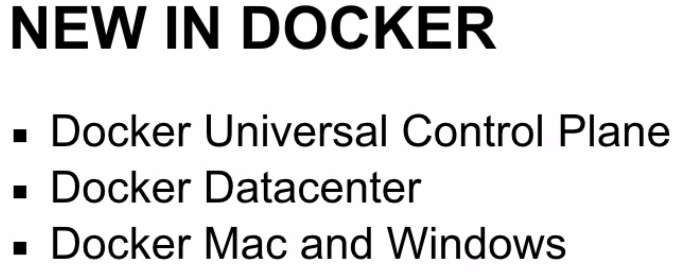 NEW IN DOCKER
▪ Docker Universal Control Plane
▪ Docker Datacenter
▪ Docker Mac and Windows